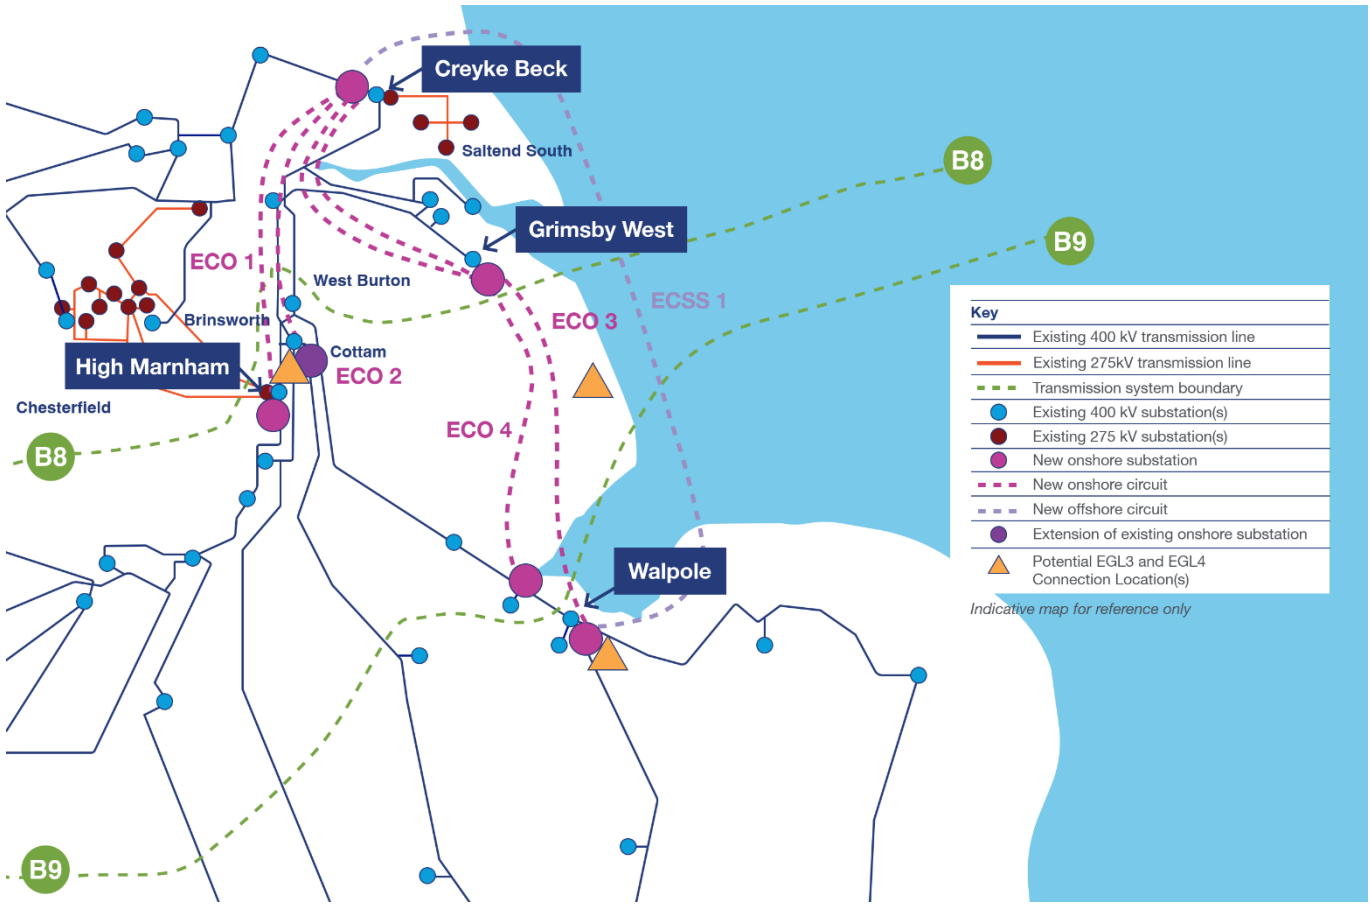 Creyke Beck
Saltend South
B8
Grimsby West
B9
ECO 1
West Burton
ECSS 1
Brinsworth
ECO 3
High Marnham
Cottam
ECO 2
Chesterfield
ECO 4
B8
Walpole
B9
Key
Existing 400 kV transmission line
Existing 275kV transmission line
Transmission system boundary
Existing 400 kV substation(s)
Existing 275 kV substation(s)
New onshore substation
New onshore circuit
New offshore circuit
Extension of existing onshore substation
Potential EGL3 and EGL4
Connection Location(s)
Indicative map for reference only